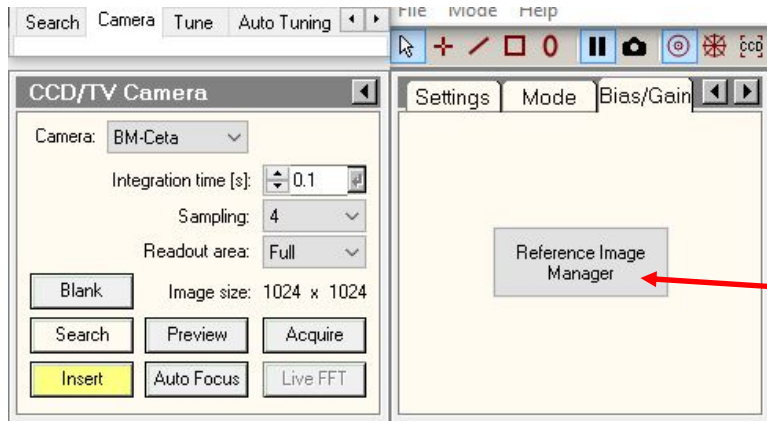 Search Camera Tune Auto Tuning
File Mode Help
ccd
CCD/TV Camera
Camera: BM-Ceta
Integration time [s]: 0.1
Sampling: 4
Readout area: Full
Blank Image size: 1024 x 1024
Search Preview Acquire
Insert Auto Focus Live FFT
Settings Mode Bias/Gain
Reference Image
Manager